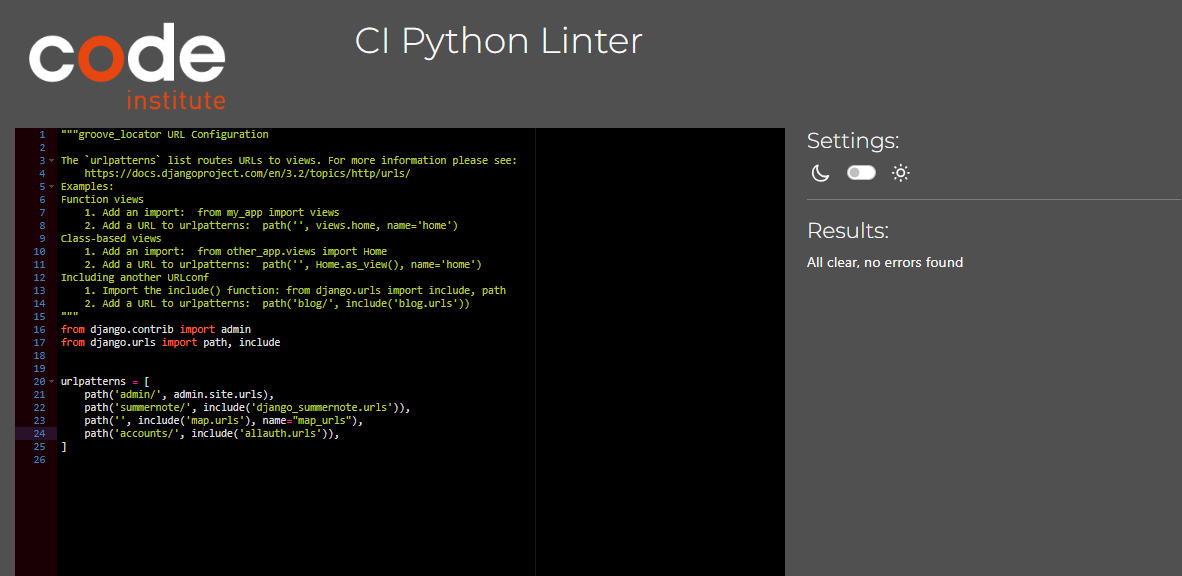 code
institute
CI Python Linter
1 """groove_locator URL Configuration
2
3 The `urlpatterns` list routes URLs to views. For more information please see:
4     https://docs.djangoproject.com/en/3.2/topics/http/urls/
5 Examples:
6 Function views
7     1. Add an import:  from my_app import views
8     2. Add a URL to urlpatterns:  path('', views.home, name='home')
9 Class-based views
10     1. Add an import:  from other_app.views import Home
11     2. Add a URL to urlpatterns:  path('', Home.as_view(), name='home')
12 Including another URLconf
13     1. Import the include() function: from django.urls import include, path
14     2. Add a URL to urlpatterns:  path('blog/', include('blog.urls'))
15 """
16 from django.contrib import admin
17 from django.urls import path, include
18
19
20 urlpatterns = [
21     path('admin/', admin.site.urls),
22     path('summernote/', include('django_summernote.urls')),
23     path('', include('map.urls'), name="map_urls"),
24     path('accounts/', include('allauth.urls')),
25 ]
26
Settings:
Results:
All clear, no errors found